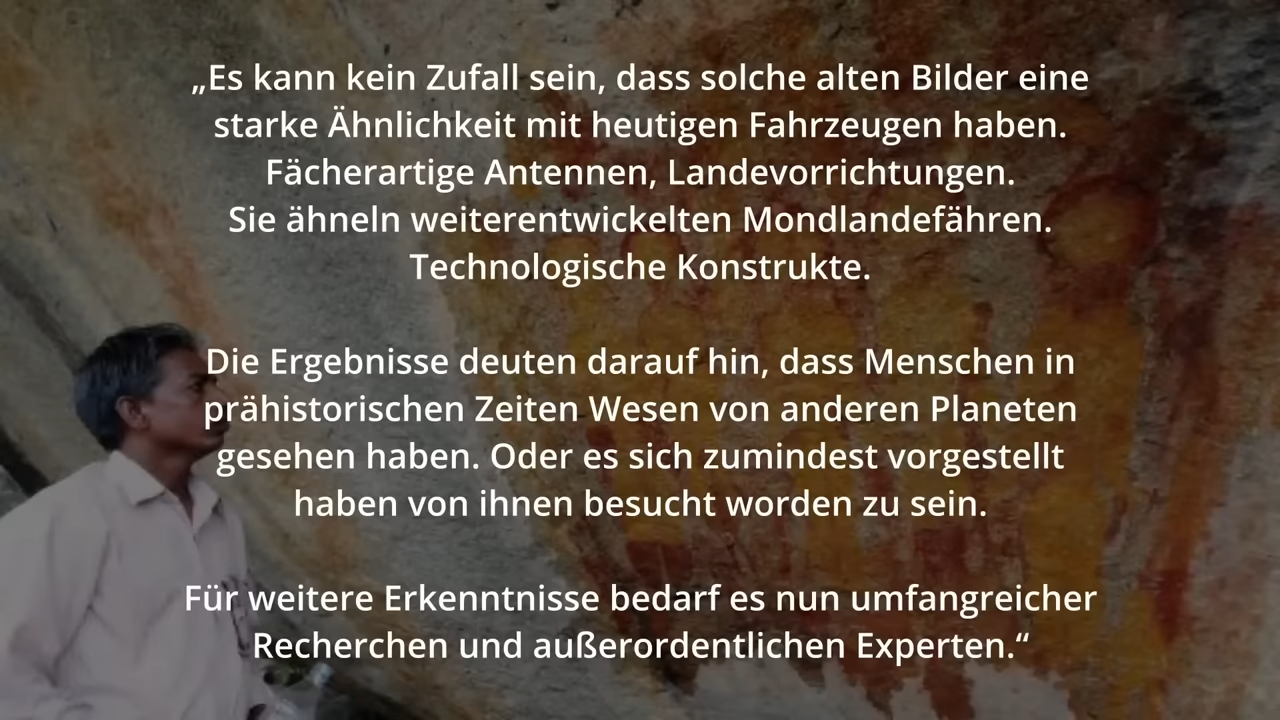 „Es kann kein Zufall sein, dass solche alten Bilder eine
starke Ähnlichkeit mit heutigen Fahrzeugen haben.
Fächerartige Antennen, Landevorrichtungen.
Sie ähneln weiterentwickelten Mondlandefähren.
Technologische Konstrukte.
Die Ergebnisse deuten darauf hin, dass Menschen in
prähistorischen Zeiten Wesen von anderen Planeten
gesehen haben. Oder es sich zumindest vorgestellt
haben von ihnen besucht worden zu sein.
Für weitere Erkenntnisse bedarf es nun umfangreicher
Recherchen und außerordentlichen Experten.“